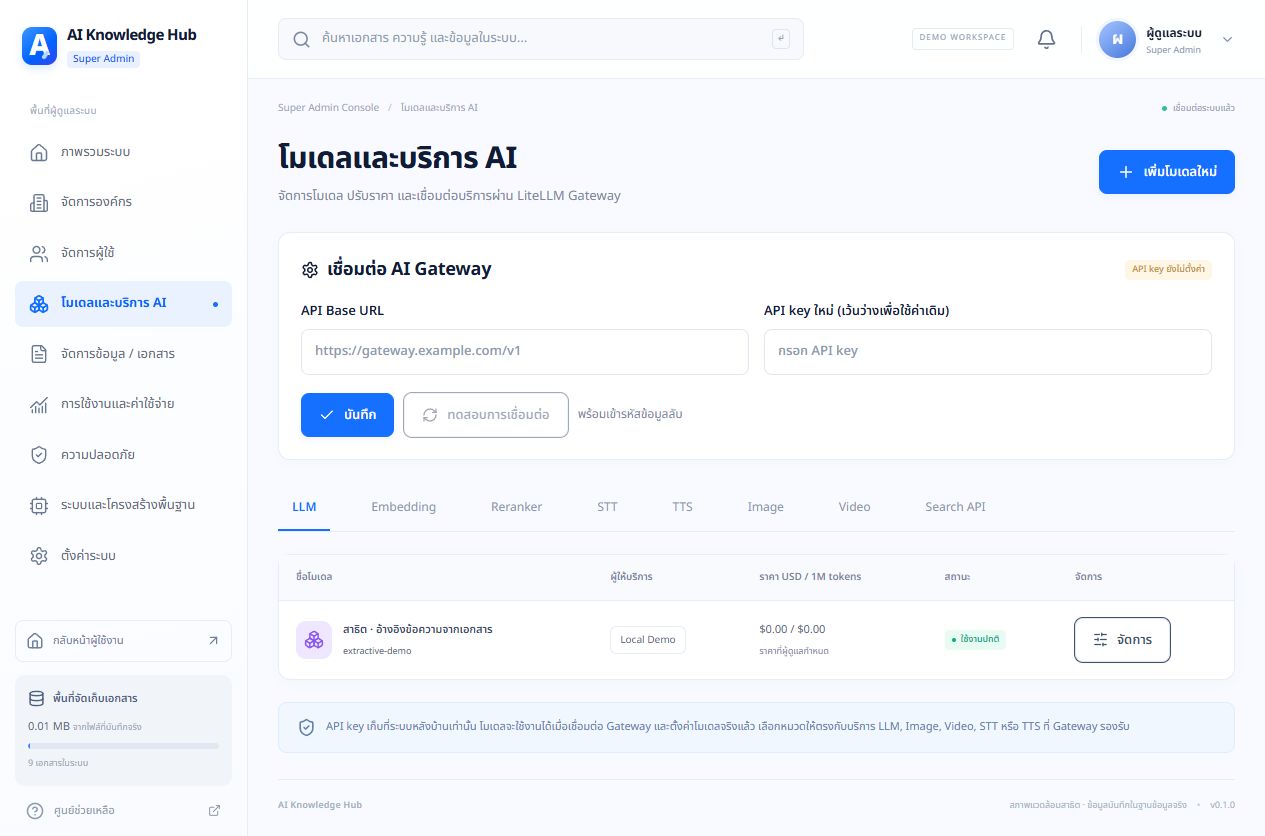 AI Knowledge Hub
Super Admin
พื้นที่ผู้ดูแลระบบ
ภาพรวมระบบ
จัดการองค์กร
จัดการผู้ใช้
โมเดลและบริการ AI
จัดการข้อมูล / เอกสาร
การใช้งานและค่าใช้จ่าย
ความปลอดภัย
ระบบและโครงสร้างพื้นฐาน
ตั้งค่าระบบ
กลับหน้าผู้ใช้งาน
พื้นที่จัดเก็บเอกสาร
0.01 MB จากไฟล์ที่บันทึกจริง
9 เอกสารในระบบ
ศูนย์ช่วยเหลือ
ค้นหาเอกสาร ความรู้ และข้อมูลในระบบ...
DEMO WORKSPACE
ผ
ผู้ดูแลระบบ
Super Admin
Super Admin Console / โมเดลและบริการ AI
เชื่อมต่อระบบแล้ว
โมเดลและบริการ AI
จัดการโมเดล ปรับราคา และเชื่อมต่อบริการผ่าน LiteLLM Gateway
เพิ่มโมเดลใหม่
เชื่อมต่อ AI Gateway
API key ยังไม่ตั้งค่า
API Base URL
API key ใหม่ (เว้นว่างเพื่อใช้ค่าเดิม)
https://gateway.example.com/v1
กรอก API key
บันทึก
ทดสอบการเชื่อมต่อ
พร้อมเข้ารหัสข้อมูลลับ
LLM Embedding Reranker STT TTS Image Video Search API
ชื่อโมเดล ผู้ให้บริการ ราคา USD / 1M tokens สถานะ จัดการ
สาธิต · อ้างอิงข้อความจากเอกสาร
extractive-demo
Local Demo
$0.00 / $0.00
ราคาที่ผู้ดูแลกำหนด
ใช้งานปกติ
จัดการ
API key เก็บที่ระบบหลังบ้านเท่านั้น โมเดลจะใช้งานได้เมื่อเชื่อมต่อ Gateway และตั้งค่าโมเดลจริงแล้ว เลือกหมวดให้ตรงกับบริการ LLM, Image, Video, STT หรือ TTS ที่ Gateway รองรับ
AI Knowledge Hub
สภาพแวดล้อมสาธิต · ข้อมูลบันทึกในฐานข้อมูลจริง • v0.1.0